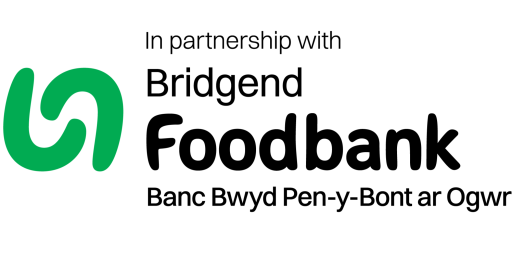 In partnership with
Bridgend
Foodbank
Banc Bwyd Pen-y-Bont ar Ogwr